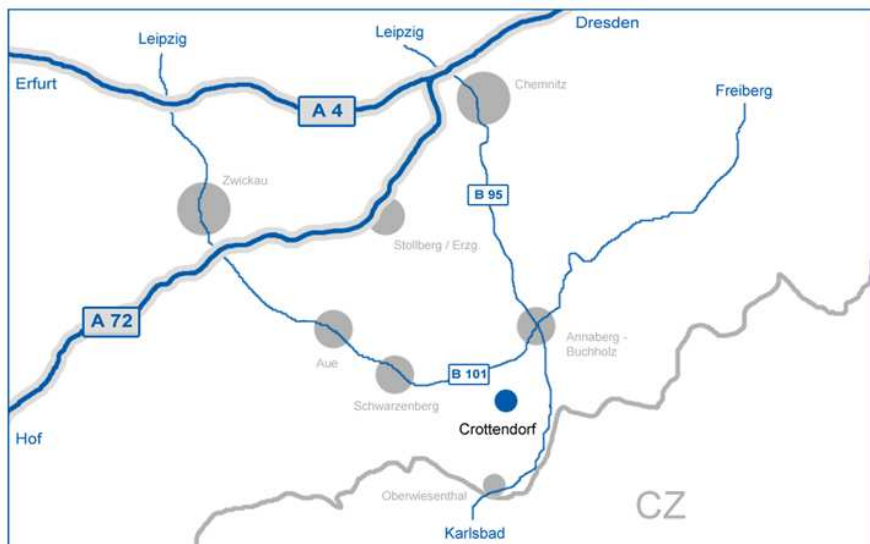 Dresden
Leipzig
Leipzig
Erfurt
Chemnitz
Freiberg
A 4
Zwickau
B 95
Stollberg / Erzg.
A 72
Annaberg -
Buchholz
Aue
B 101
Schwarzenberg
Crottendorf
Hof
Oberwiesenthal
CZ
Karlsbad